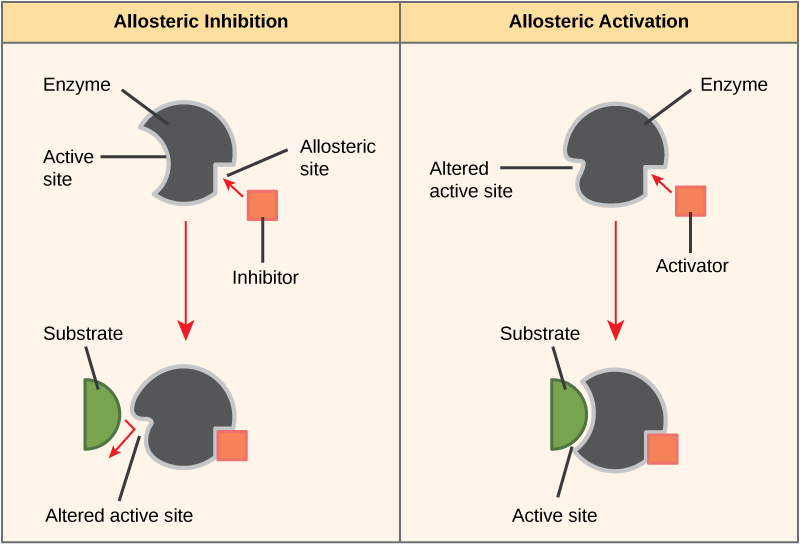 Allosteric Inhibition
Enzyme
Active
site
Allosteric
site
Inhibitor
Substrate
Altered active site
Allosteric Activation
Enzyme
Altered
active site
Activator
Substrate
Active site